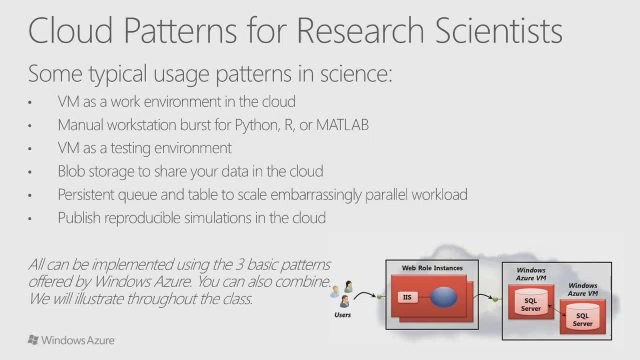 Cloud Patterns for Research Scientists
Some typical usage patterns in science:
• VM as a work environment in the cloud
• Manual workstation burst for Python, R, or MATLAB
• VM as a testing environment
• Blob storage to share your data in the cloud
• Persistent queue and table to scale embarrassingly parallel workload
• Publish reproducible simulations in the cloud
All can be implemented using the 3 basic patterns
offered by Windows Azure. You can also combine
We will illustrate throughout the class.
Users
Web Role Instances
IIS
Windows
Azure VM
SQL
Server
Windows
Azure VM
SQL
Server
Windows Azure